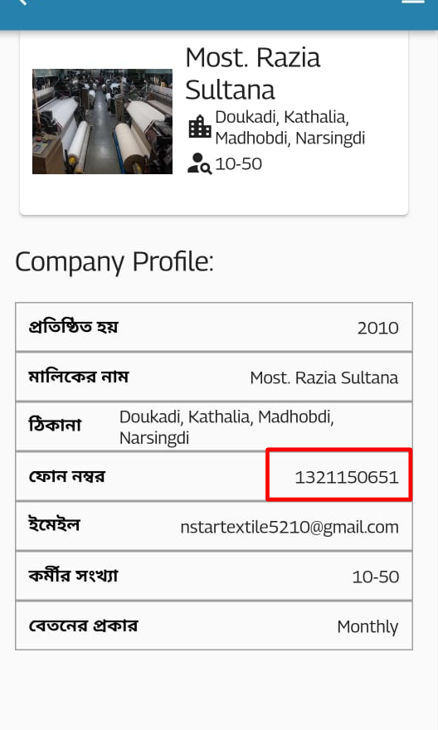 Most. Razia
Sultana
Doukadi, Kathalia,
Madhobdi, Narsingdi
10-50
Company Profile:
প্রতিষ্ঠিত হয় 2010
মালিকের নাম Most. Razia Sultana
ঠিকানা Doukadi, Kathalia, Madhobdi,
Narsingdi
ফোন নম্বর 1321150651
ইমেইল nstartextile5210@gmail.com
কর্মীর সংখ্যা 10-50
বেতনের প্রকার Monthly